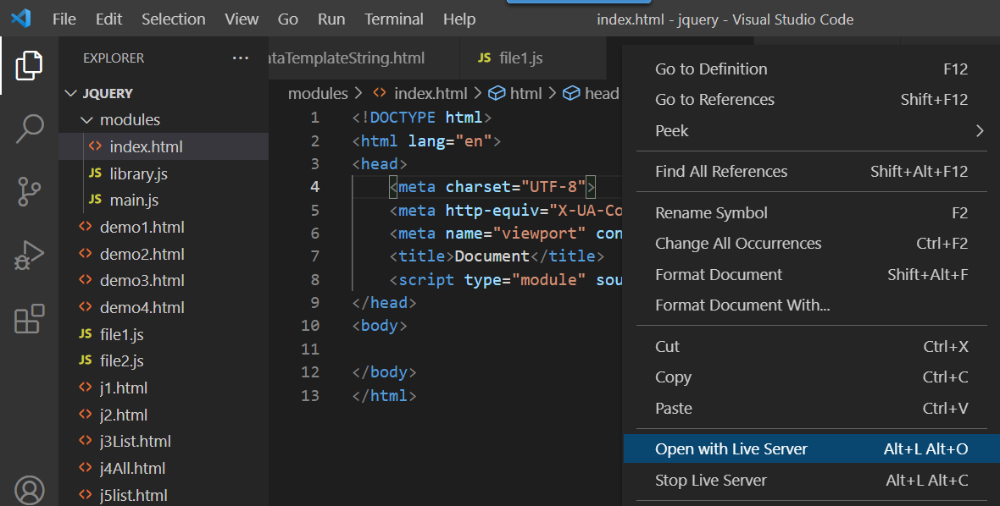 File Edit Selection View Go Run Terminal Help index.html - jquery - Visual Studio Code
EXPLORER ...
JQUERY
modules
index.html
JS library.js
JS main.js
demo1.html
demo2.html
demo3.html
demo4.html
JS file1.js
JS file2.js
j1.html
j2.html
j3List.html
j4All.html
j5list.html
ataTemplateString.html JS file1.js
modules > index.html > html > head
1 <!DOCTYPE html>
2 <html lang="en">
3 <head>
4 <meta charset="UTF-8">
5 <meta http-equiv="X-UA-Co
6 <meta name="viewport" con
7 <title>Document</title>
8 <script type="module" sou
9 </head>
10 <body>
11
12 </body>
13 </html>
Go to Definition F12
Go to References Shift+F12
Peek >
Find All References Shift+Alt+F12
Rename Symbol F2
Change All Occurrences Ctrl+F2
Format Document Shift+Alt+F
Format Document With...
Cut Ctrl+X
Copy Ctrl+C
Paste Ctrl+V
Open with Live Server Alt+L Alt+O
Stop Live Server Alt+L Alt+C